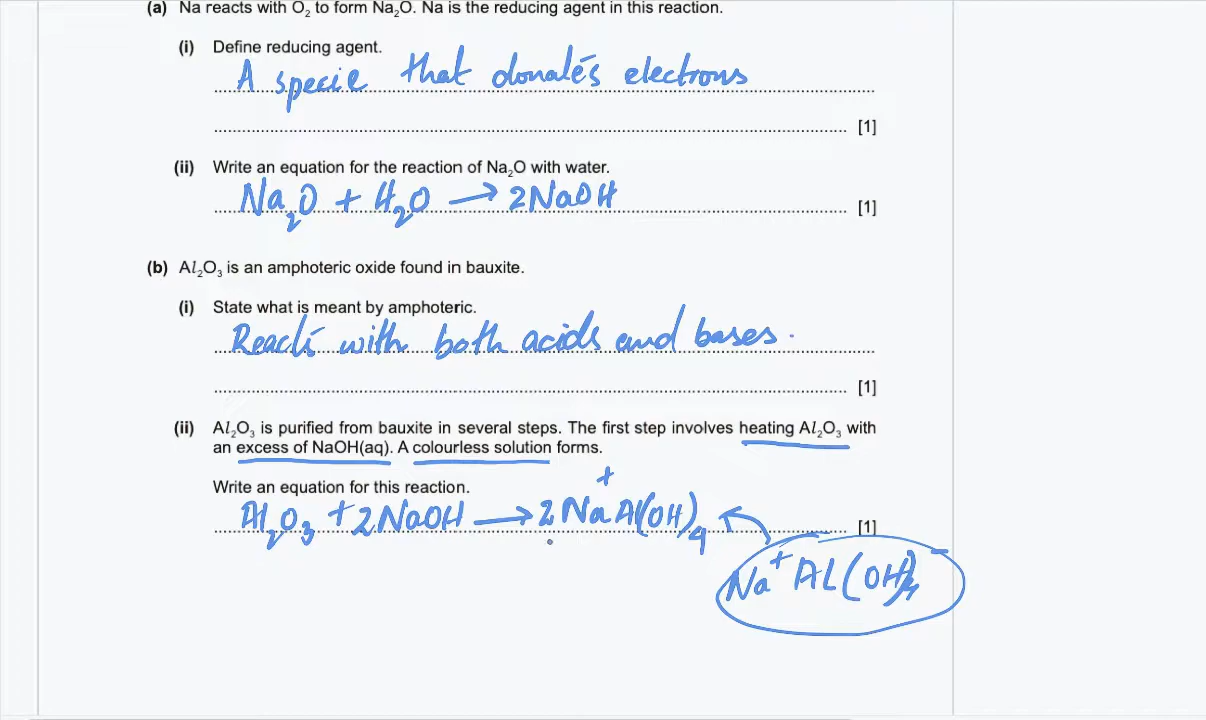 (a) Na reacts with O₂ to form Na₂O. Na is the reducing agent in this reaction.
(i) Define reducing agent.
A specie that donates electrons
[1]
(ii) Write an equation for the reaction of Na₂O with water.
Na₂O + H₂O → 2NaOH
[1]
(b) Al₂O₃ is an amphoteric oxide found in bauxite.
(i) State what is meant by amphoteric.
Reacts with both acids and bases.
[1]
(ii) Al₂O₃ is purified from bauxite in several steps. The first step involves heating Al₂O₃ with
an excess of NaOH(aq). A colourless solution forms.
Write an equation for this reaction.
+
Al₂O₃ + 2NaOH → 2NaAl(OH)₄
[1]
Na⁺ AL(OH)₄⁻